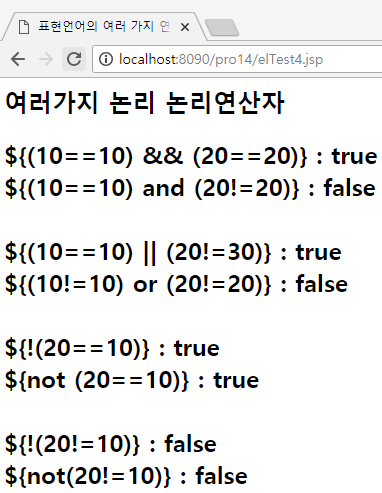 표현언어의 여러 가지 연
localhost:8090/pro14/elTest4.jsp
여러가지 논리 논리연산자
${(10==10) && (20==20)} : true
${(10==10) and (20!=20)} : false
${(10==10) || (20!=30)} : true
${(10!=10) or (20!=20)} : false
${!(20==10)} : true
${not (20==10)} : true
${!(20!=10)} : false
${not(20!=10)} : false